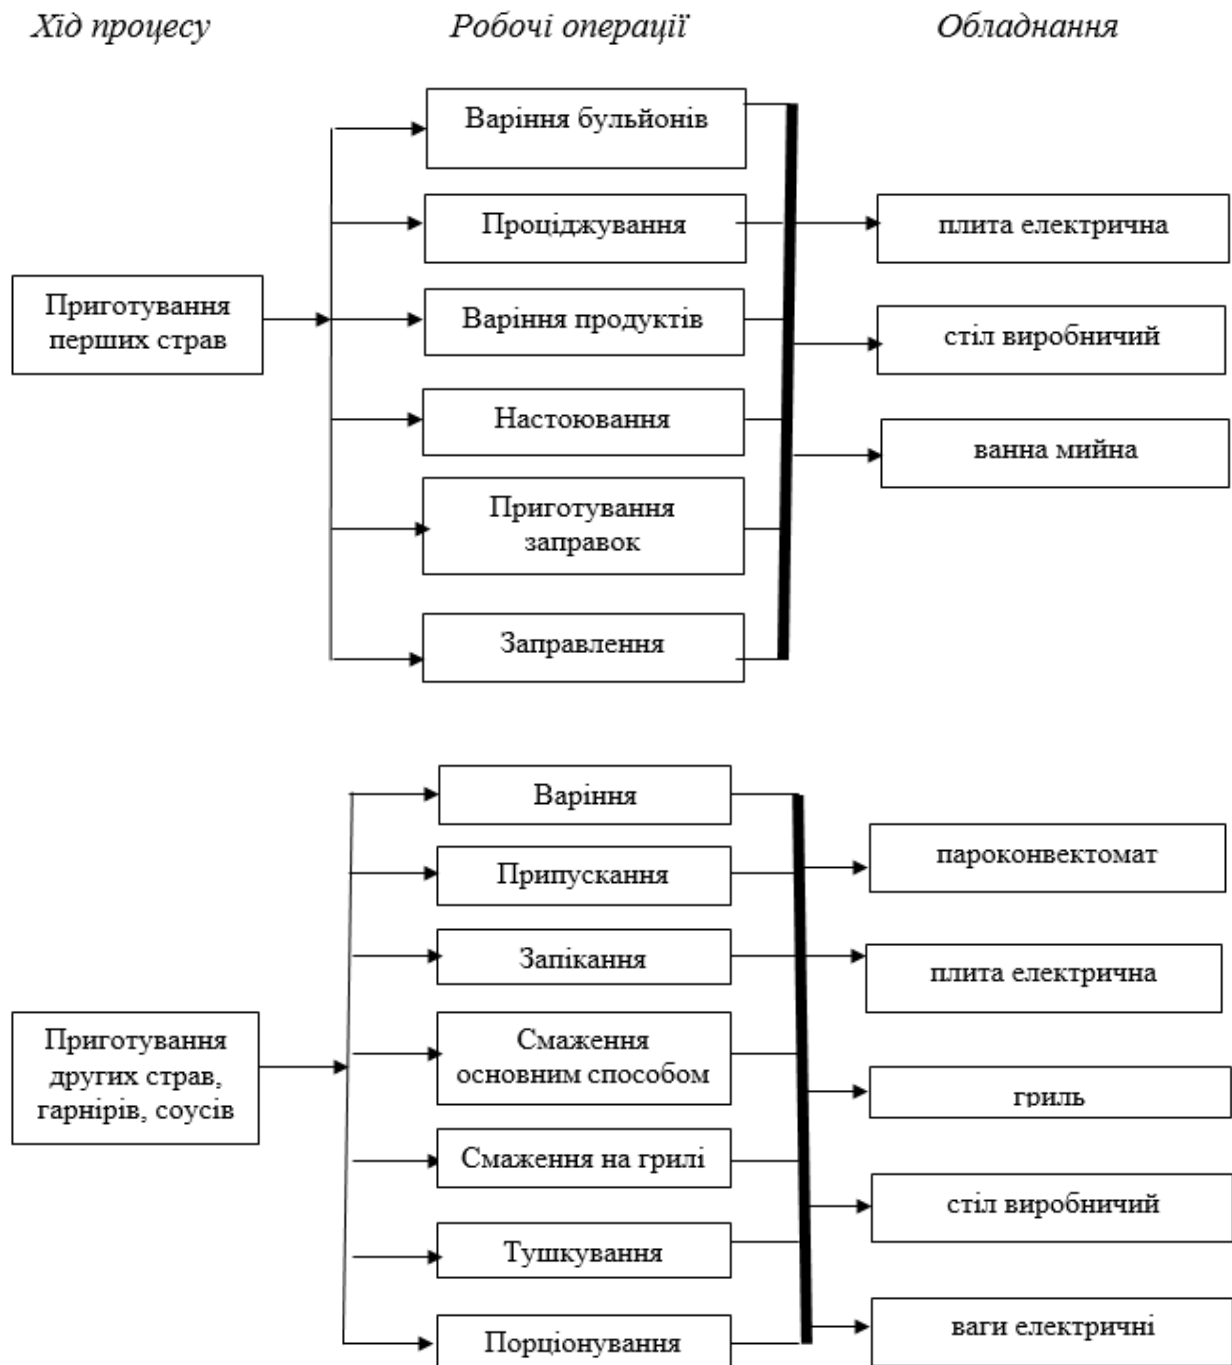 Хід процесу
Робочі операції
Обладнання
Приготування
перших страв
Варіння бульйонів
Проціджування
Варіння продуктів
Настоювання
Приготування
заправок
Заправлення
плита електрична
стіл виробничий
ванна мийна
Приготування
других страв,
гарнірів, соусів
Варіння
Припускання
Запікання
Смаження
основним способом
Смаження на грилі
Тушкування
Порціонування
пароконвектомат
плита електрична
гриль
стіл виробничий
ваги електричні